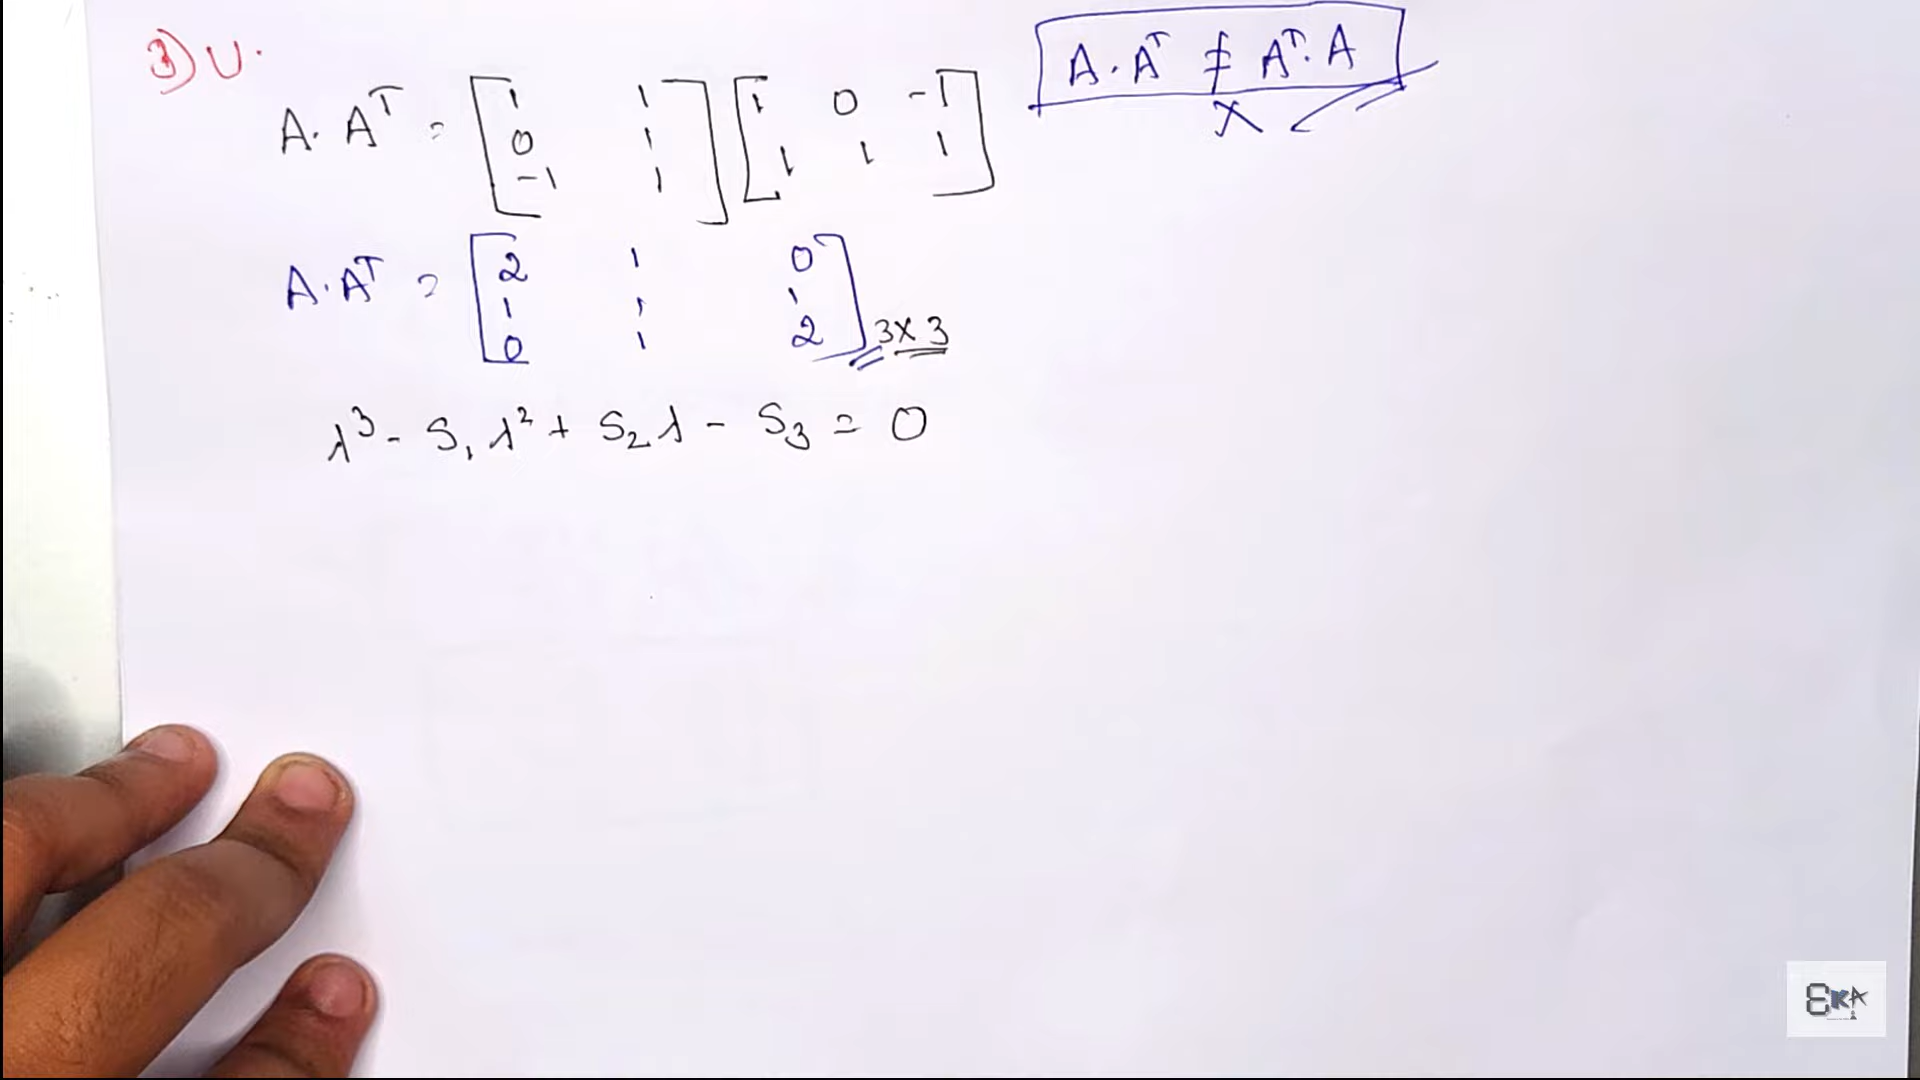 3) U.
A·Aᵀ ≠ Aᵀ·A
x
A·Aᵀ = [1 1] [1 0 -1]
[0 1] [1 1 1]
[-1 1]
A·Aᵀ = [2 1 0]
[1 1 1]
[0 1 2] 3x3
λ³ - S₁λ² + S₂λ - S₃ = 0
EKA